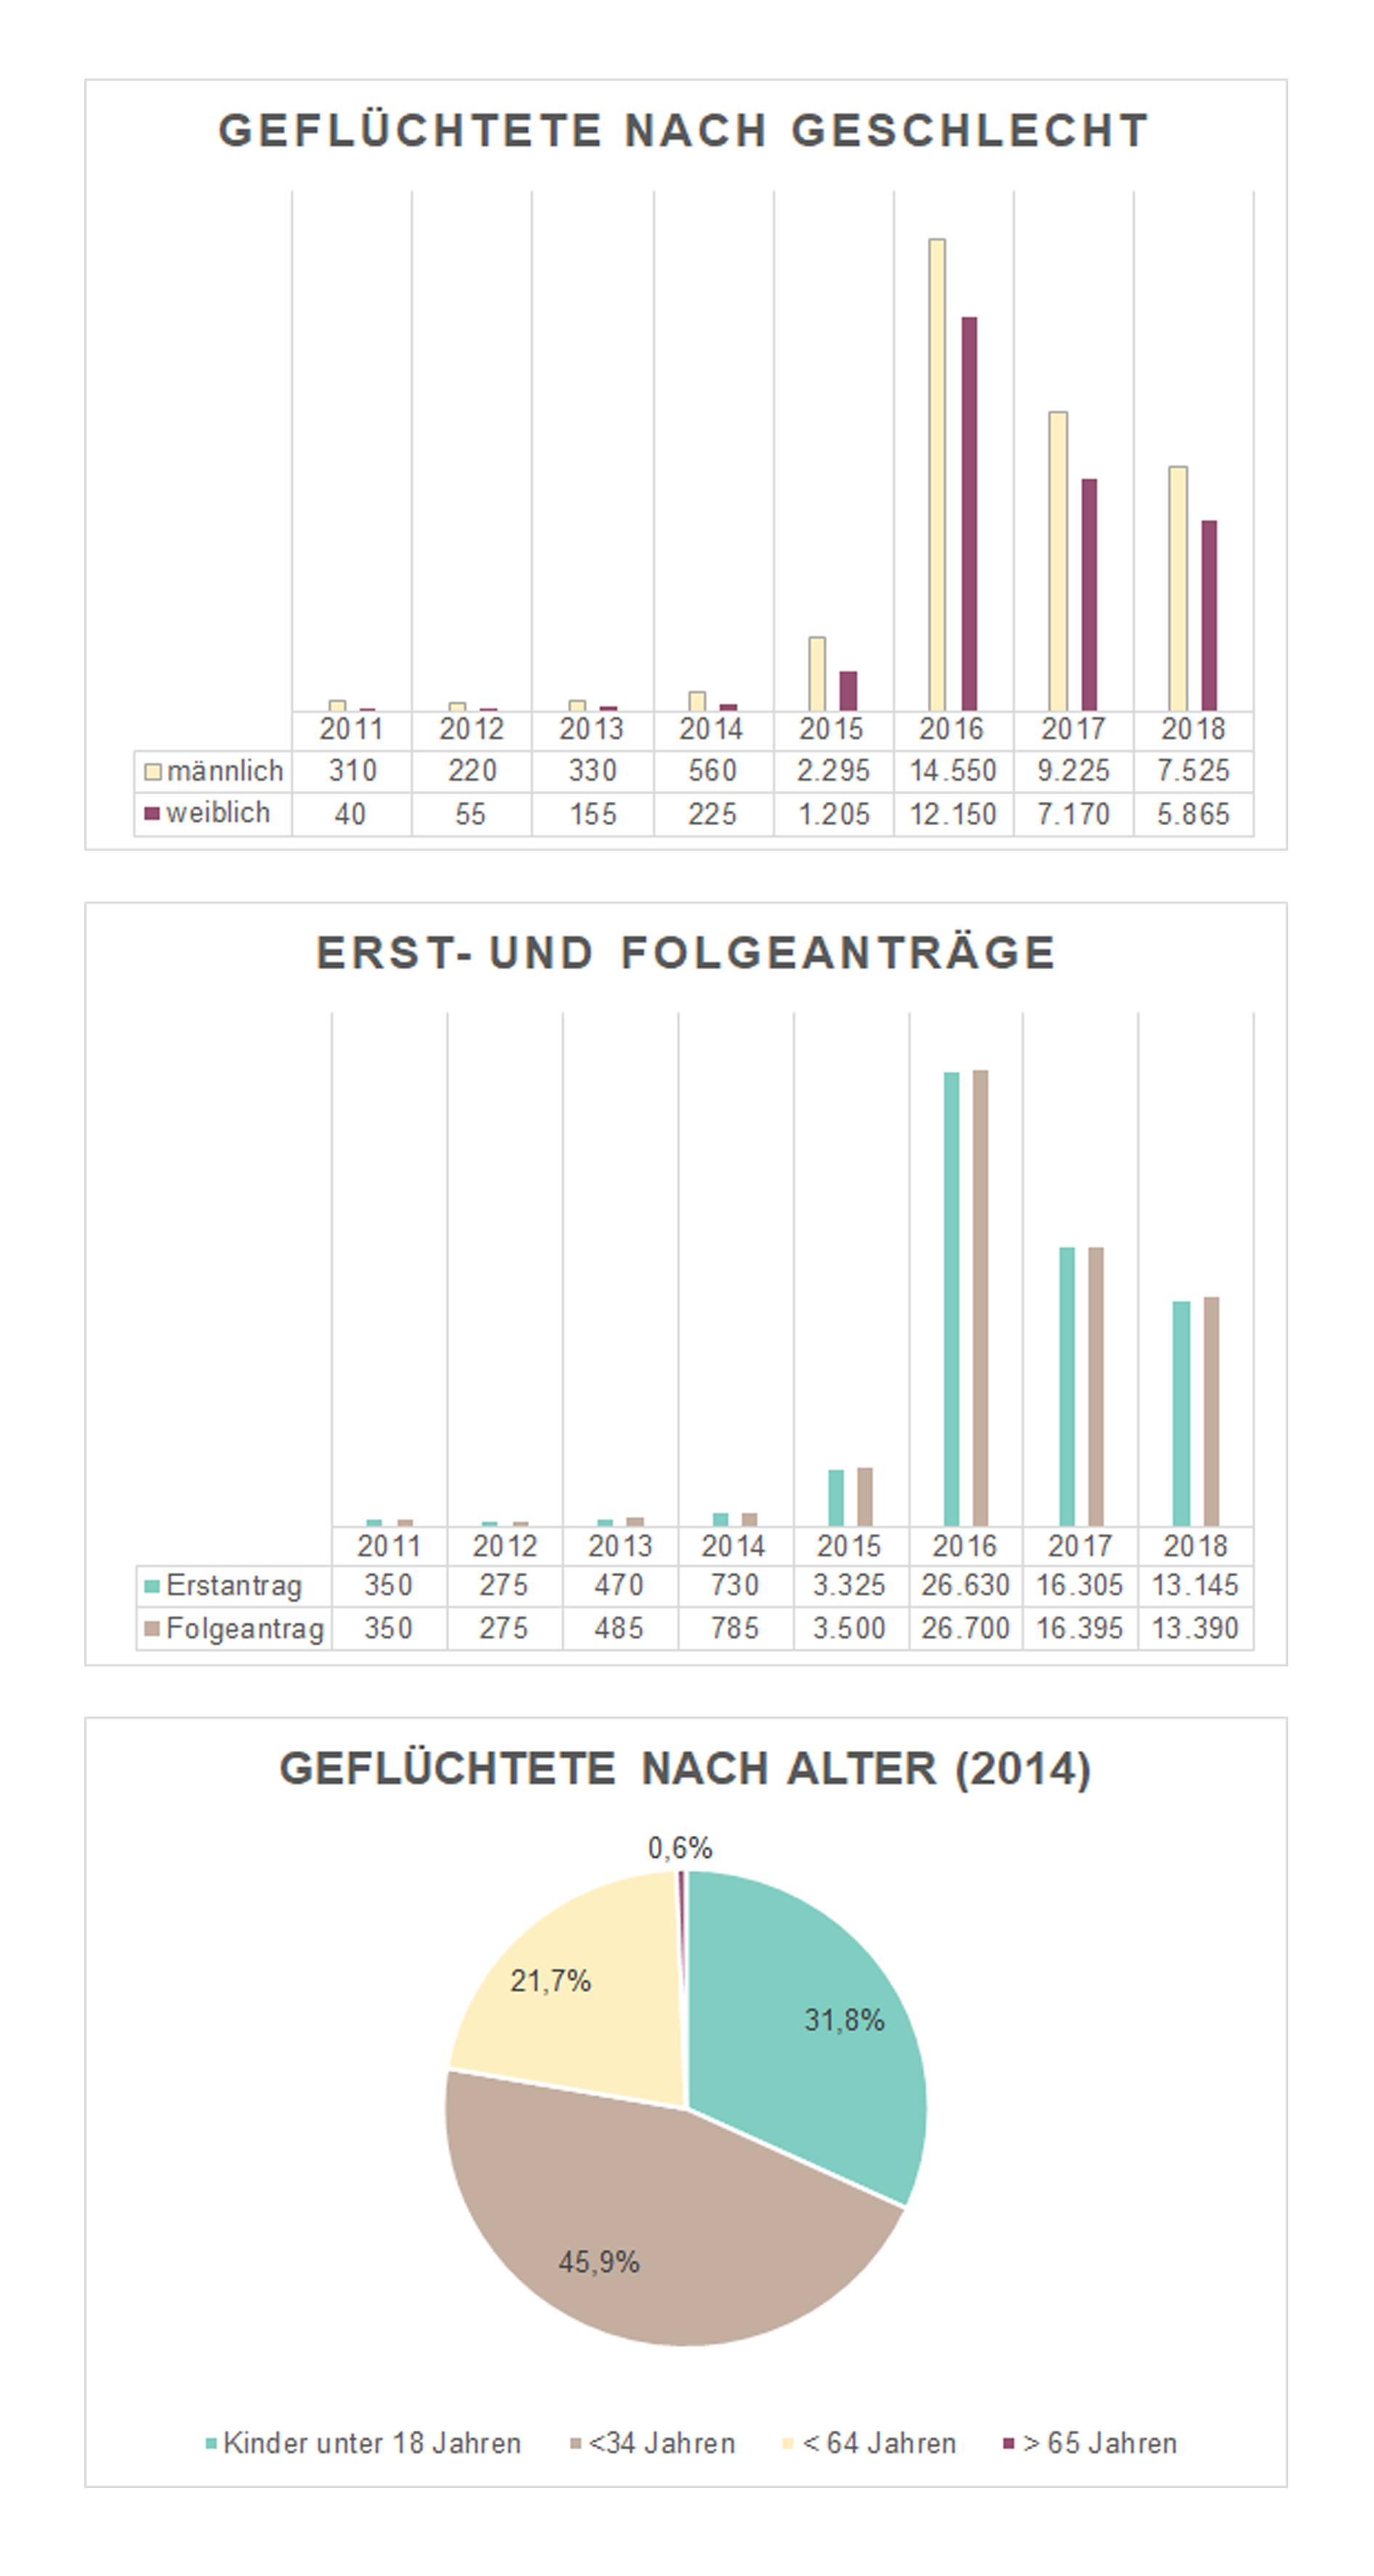 GEFLÜCHTETE NACH GESCHLECHT
2011 2012 2013 2014 2015 2016 2017 2018
männlich 310 220 330 560 2.295 14.550 9.225 7.525
weiblich 40 55 155 225 1.205 12.150 7.170 5.865
ERST- UND FOLGEANTRÄGE
2011 2012 2013 2014 2015 2016 2017 2018
Erstantrag 350 275 470 730 3.325 26.630 16.305 13.145
Folgeantrag 350 275 485 785 3.500 26.700 16.395 13.390
GEFLÜCHTETE NACH ALTER (2014)
0,6%
21,7%
31,8%
45,9%
Kinder unter 18 Jahren <34 Jahren < 64 Jahren > 65 Jahren